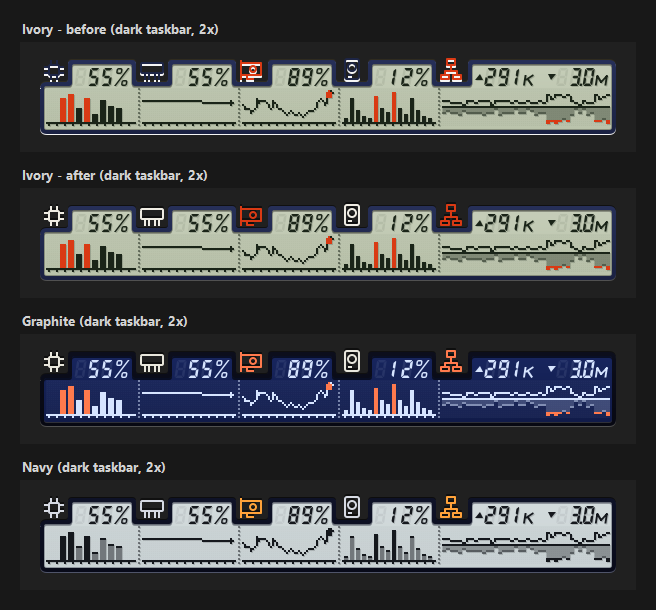 Ivory - before (dark taskbar, 2x)
55% 55% 89% 12% ▲291K ▼3.0M
Ivory - after (dark taskbar, 2x)
55% 55% 89% 12% ▲291K ▼3.0M
Graphite (dark taskbar, 2x)
55% 55% 89% 12% ▲291K ▼3.0M
Navy (dark taskbar, 2x)
55% 55% 89% 12% ▲291K ▼3.0M